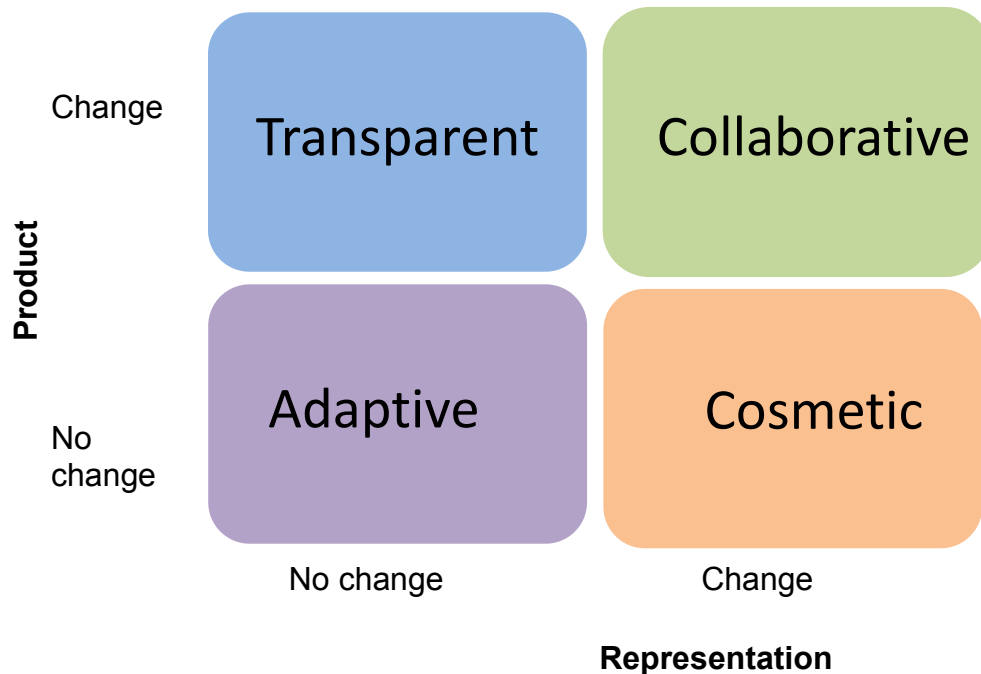 Change
Transparent
Collaborative
Product
Adaptive
Cosmetic
No
change
No change
Change
Representation